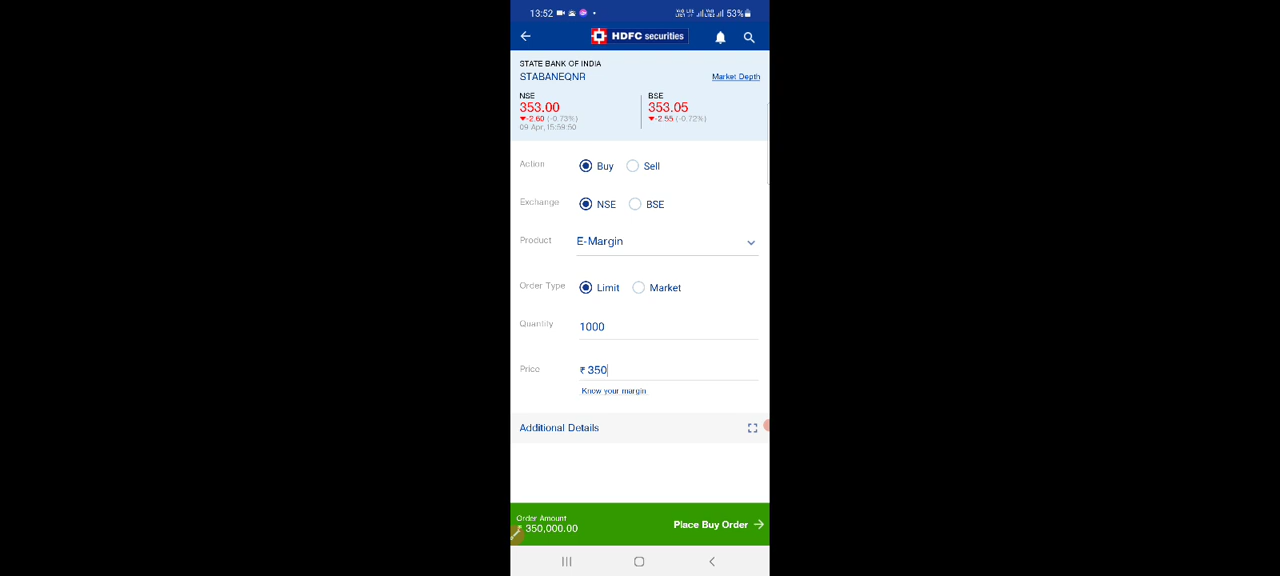 13:52
53%
HDFC securities
STATE BANK OF INDIA
STABANEQNR
Market Depth
NSE
353.00
▼-2.60 (-0.73%)
09 Apr, 15:59:50
BSE
353.05
▼-2.55 (-0.72%)
Action
Buy
Sell
Exchange
NSE
BSE
Product
E-Margin
Order Type
Limit
Market
Quantity
1000
Price
₹ 350
Know your margin
Additional Details
Order Amount
₹ 350,000.00
Place Buy Order →